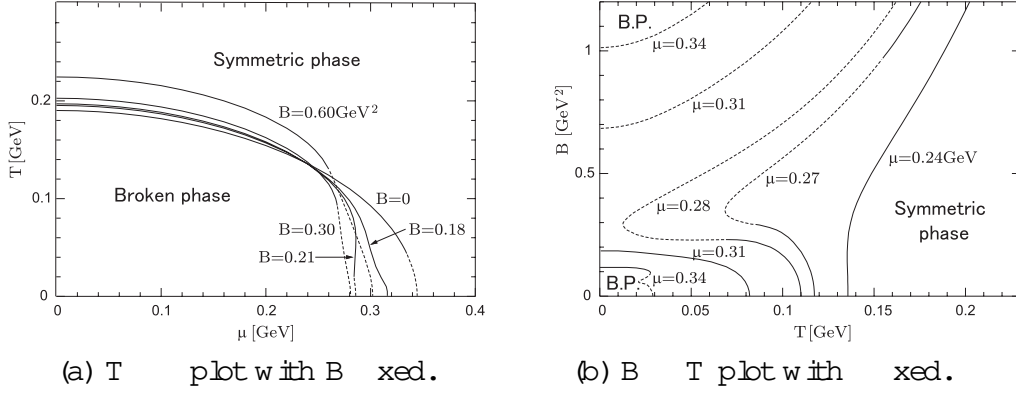 Symmetric phase
B=0.60GeV²
Broken phase
B=0
B=0.30
B=0.18
B=0.21
T [GeV]
0.2
0.1
0
0
0.1
0.2
0.3
0.4
μ [GeV]
(a) T plot with B xed.
B.P.
μ=0.34
μ=0.31
μ=0.24GeV
μ=0.27
μ=0.28
Symmetric
phase
μ=0.31
B.P.
μ=0.34
B [GeV²]
1
0.5
0
0
0.05
0.1
0.15
0.2
T [GeV]
(b) B T plot with xed.